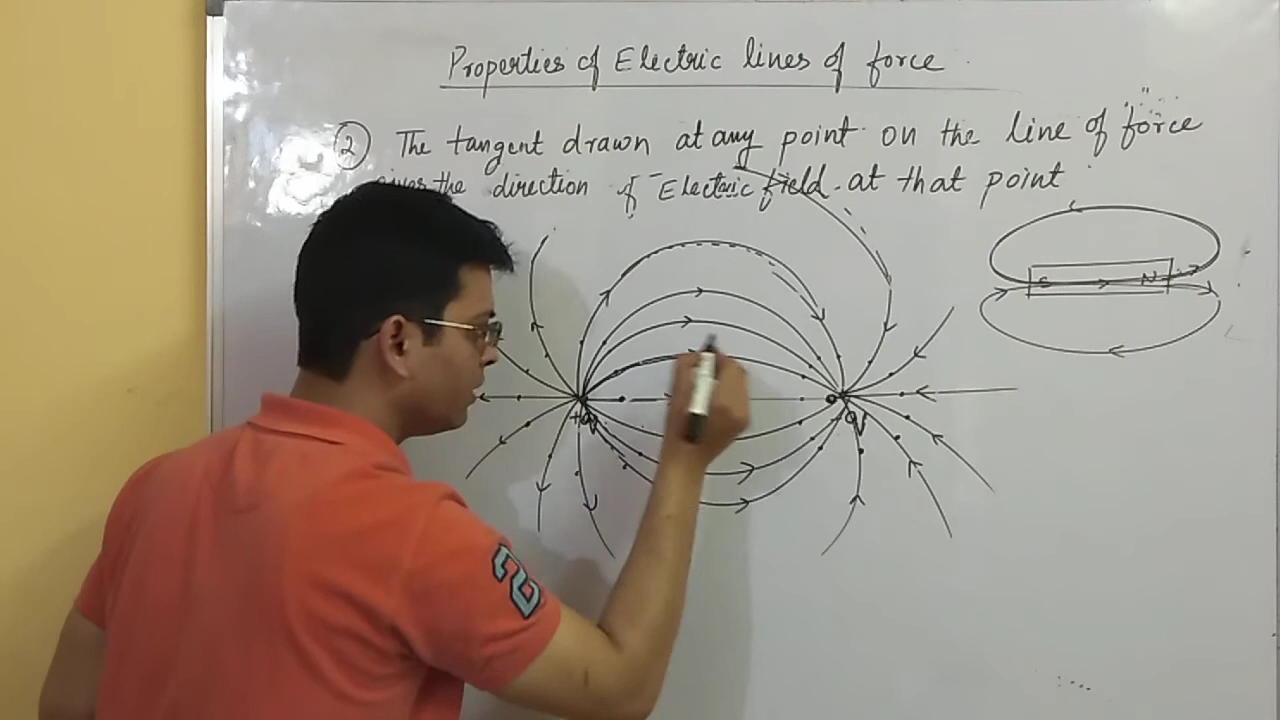 Properties of Electric lines of force
② The tangent drawn at any point on the line of force
gives the direction of Electric field at that point
S N
+q -q
2